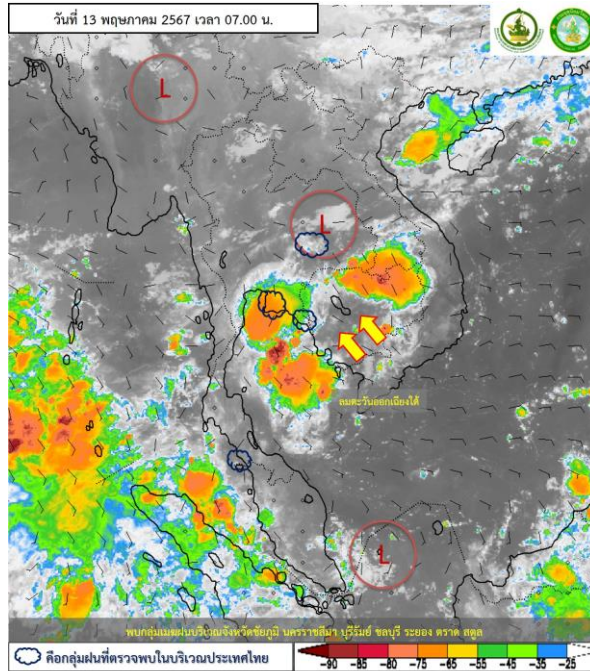 วันที่ 13 พฤษภาคม 2567 เวลา 07.00 น.
L
L
ลมตะวันออกเฉียงใต้
L
พบกลุ่มเมฆฝนบริเวณจังหวัดชัยภูมิ นครราชสีมา บุรีรัมย์ ชลบุรี ระยอง ตราด สตูล
คือกลุ่มฝนที่ตรวจพบในบริเวณประเทศไทย
-90 -85 -80 -75 -65 -55 -45 -35 -25